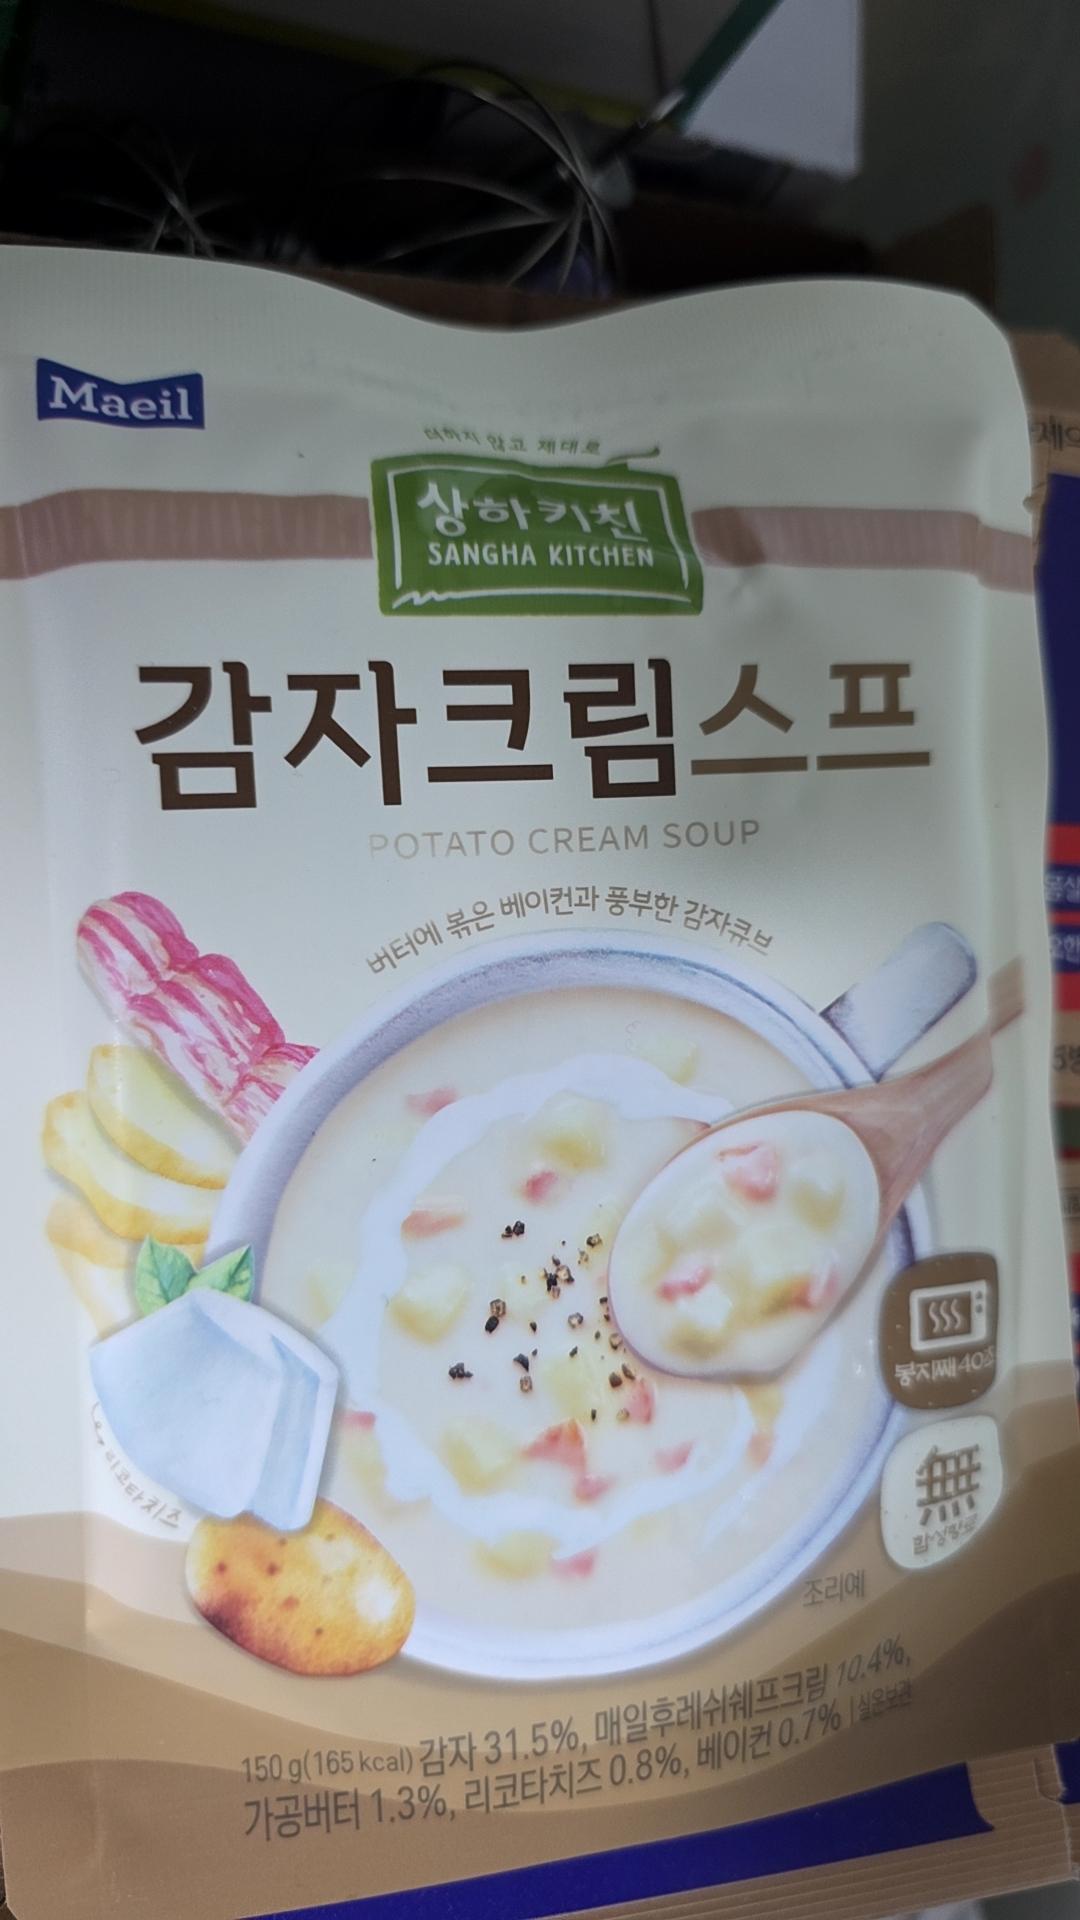 Maeil
더하지 않고 제대로
상하키친
SANGHA KITCHEN
감자크림스프
POTATO CREAM SOUP
버터에 볶은 베이컨과 풍부한 감자큐브
봉지째 40초
리코타치즈
無
합성향료
조리예
150 g(165 kcal) 감자 31.5%, 매일후레쉬쉐프크림 10.4%,
가공버터 1.3%, 리코타치즈 0.8%, 베이컨 0.7% | 실온보관